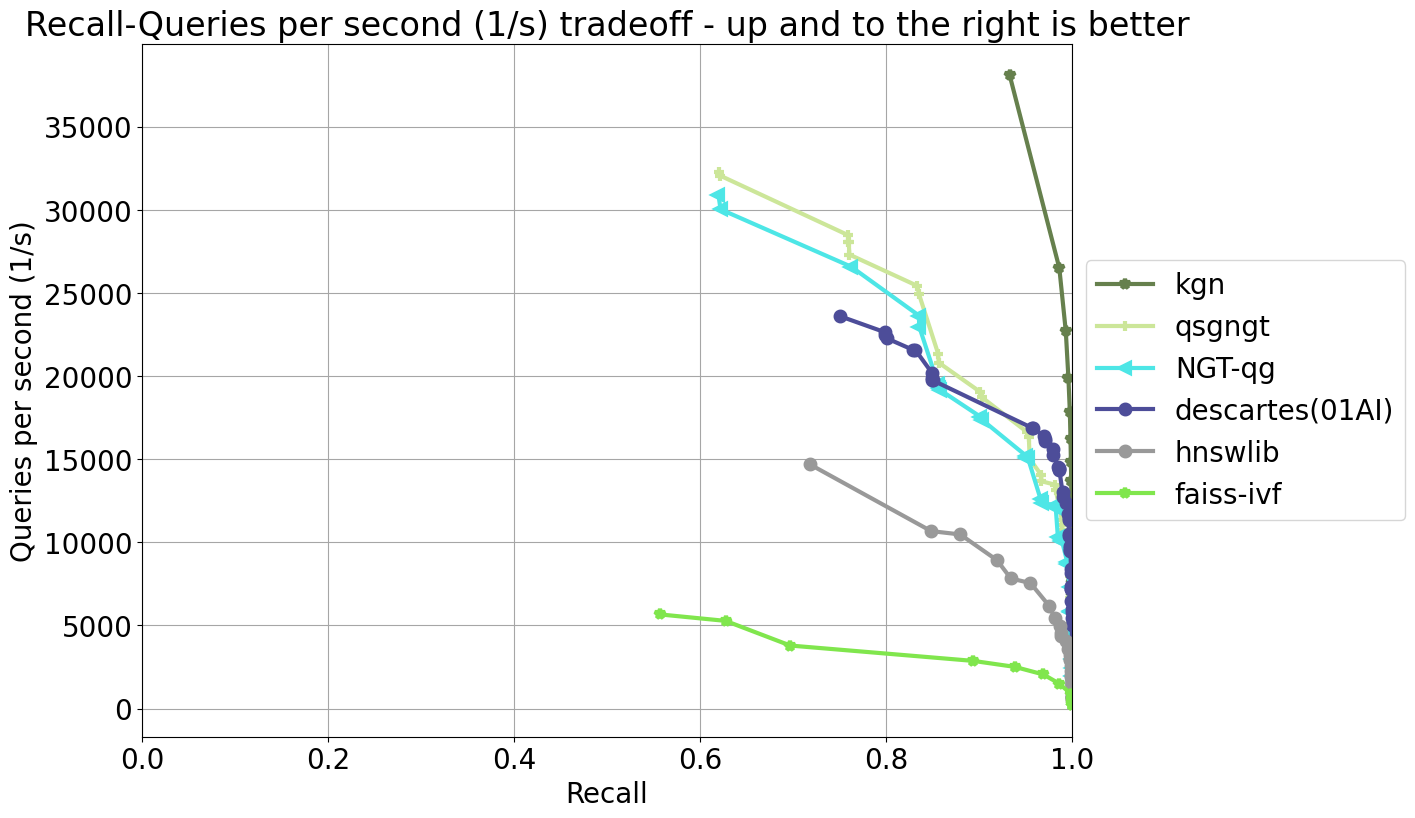 Recall-Queries per second (1/s) tradeoff - up and to the right is better
Queries per second (1/s)
35000
30000
25000
20000
15000
10000
5000
0
0.0 0.2 0.4 0.6 0.8 1.0
Recall
kgn
qsgngt
NGT-qg
descartes(01AI)
hnswlib
faiss-ivf